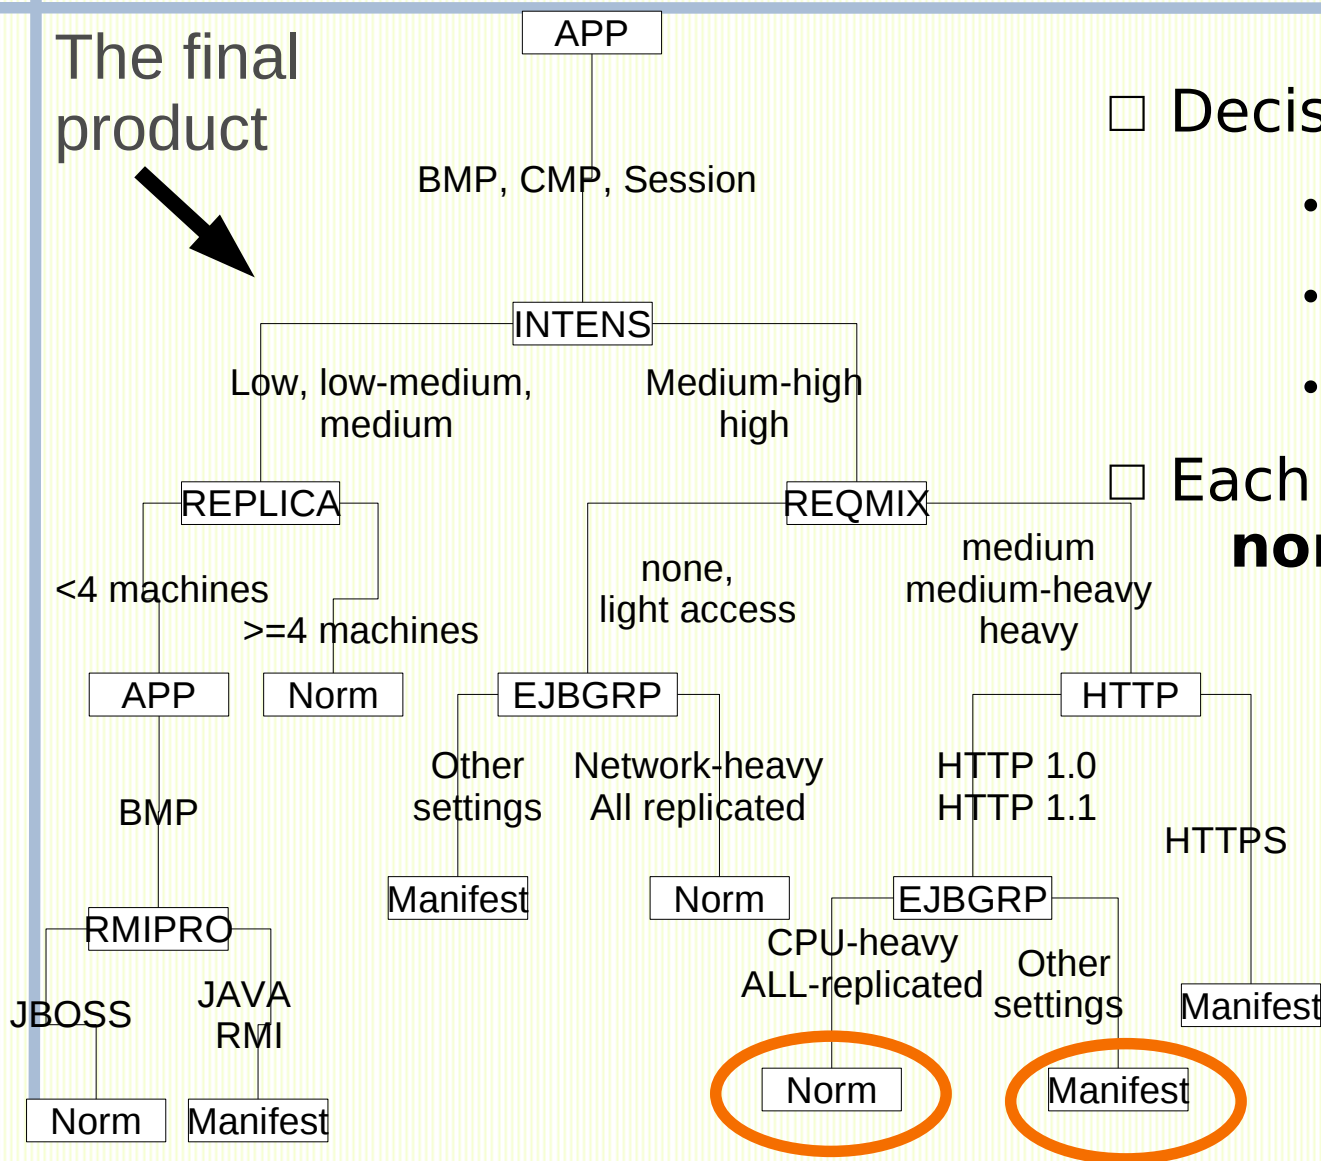 The final
product
APP
BMP, CMP, Session
INTENS
Low, low-medium,
medium
Medium-high
high
REPLICA
REQMIX
<4 machines
>=4 machines
none,
light access
medium
medium-heavy
heavy
APP
Norm
EJBGRP
HTTP
BMP
Other
settings
Network-heavy
All replicated
HTTP 1.0
HTTP 1.1
HTTPS
Manifest
Norm
EJBGRP
RMIPRO
CPU-heavy
ALL-replicated
Other
settings
JBOSS
JAVA
RMI
Manifest
Norm
Manifest
Norm
Manifest
□ Decis
•
•
•
□ Each
nor